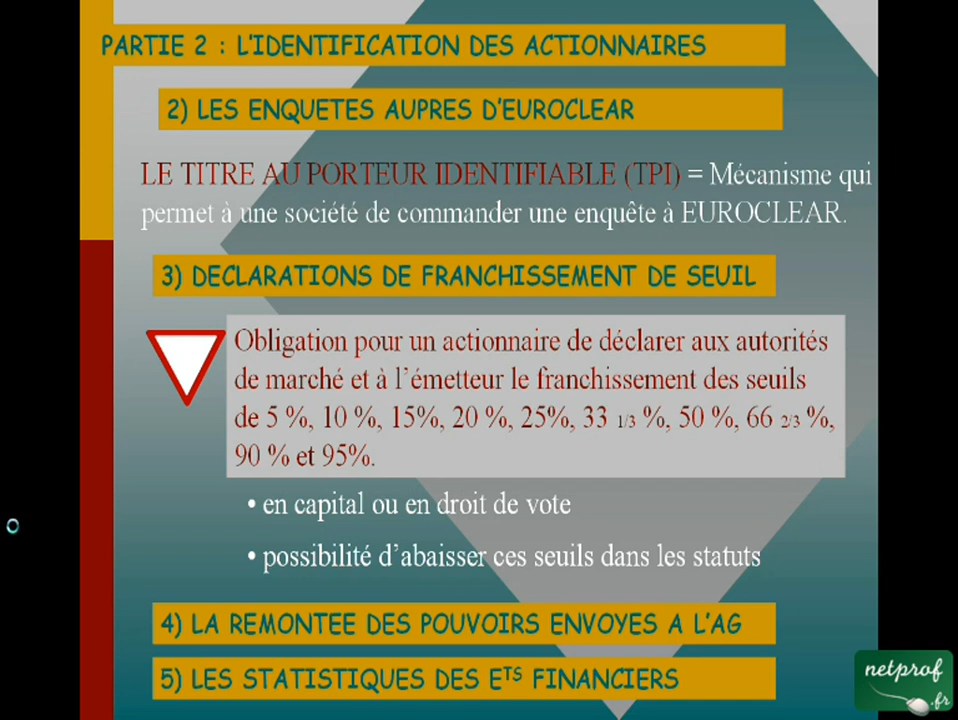 PARTIE 2 : L'IDENTIFICATION DES ACTIONNAIRES
2) LES ENQUETES AUPRES D'EUROCLEAR
LE TITRE AU PORTEUR IDENTIFIABLE (TPI) = Mécanisme qui
permet à une société de commander une enquête à EUROCLEAR.
3) DECLARATIONS DE FRANCHISSEMENT DE SEUIL
Obligation pour un actionnaire de déclarer aux autorités
de marché et à l'émetteur le franchissement des seuils
de 5 %, 10 %, 15%, 20 %, 25%, 33 1/3 %, 50 %, 66 2/3 %,
90 % et 95%.
• en capital ou en droit de vote
• possibilité d'abaisser ces seuils dans les statuts
4) LA REMONTEE DES POUVOIRS ENVOYES A L'AG
5) LES STATISTIQUES DES ETS FINANCIERS
netprof
.fr